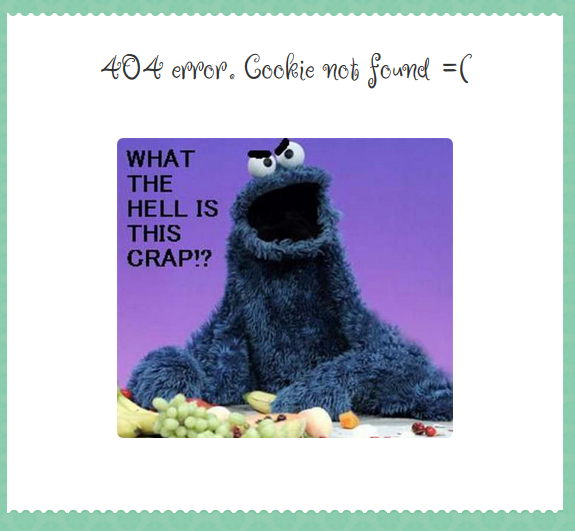 404 error. Cookie not found =(
WHAT
THE
HELL IS
THIS
CRAP!?